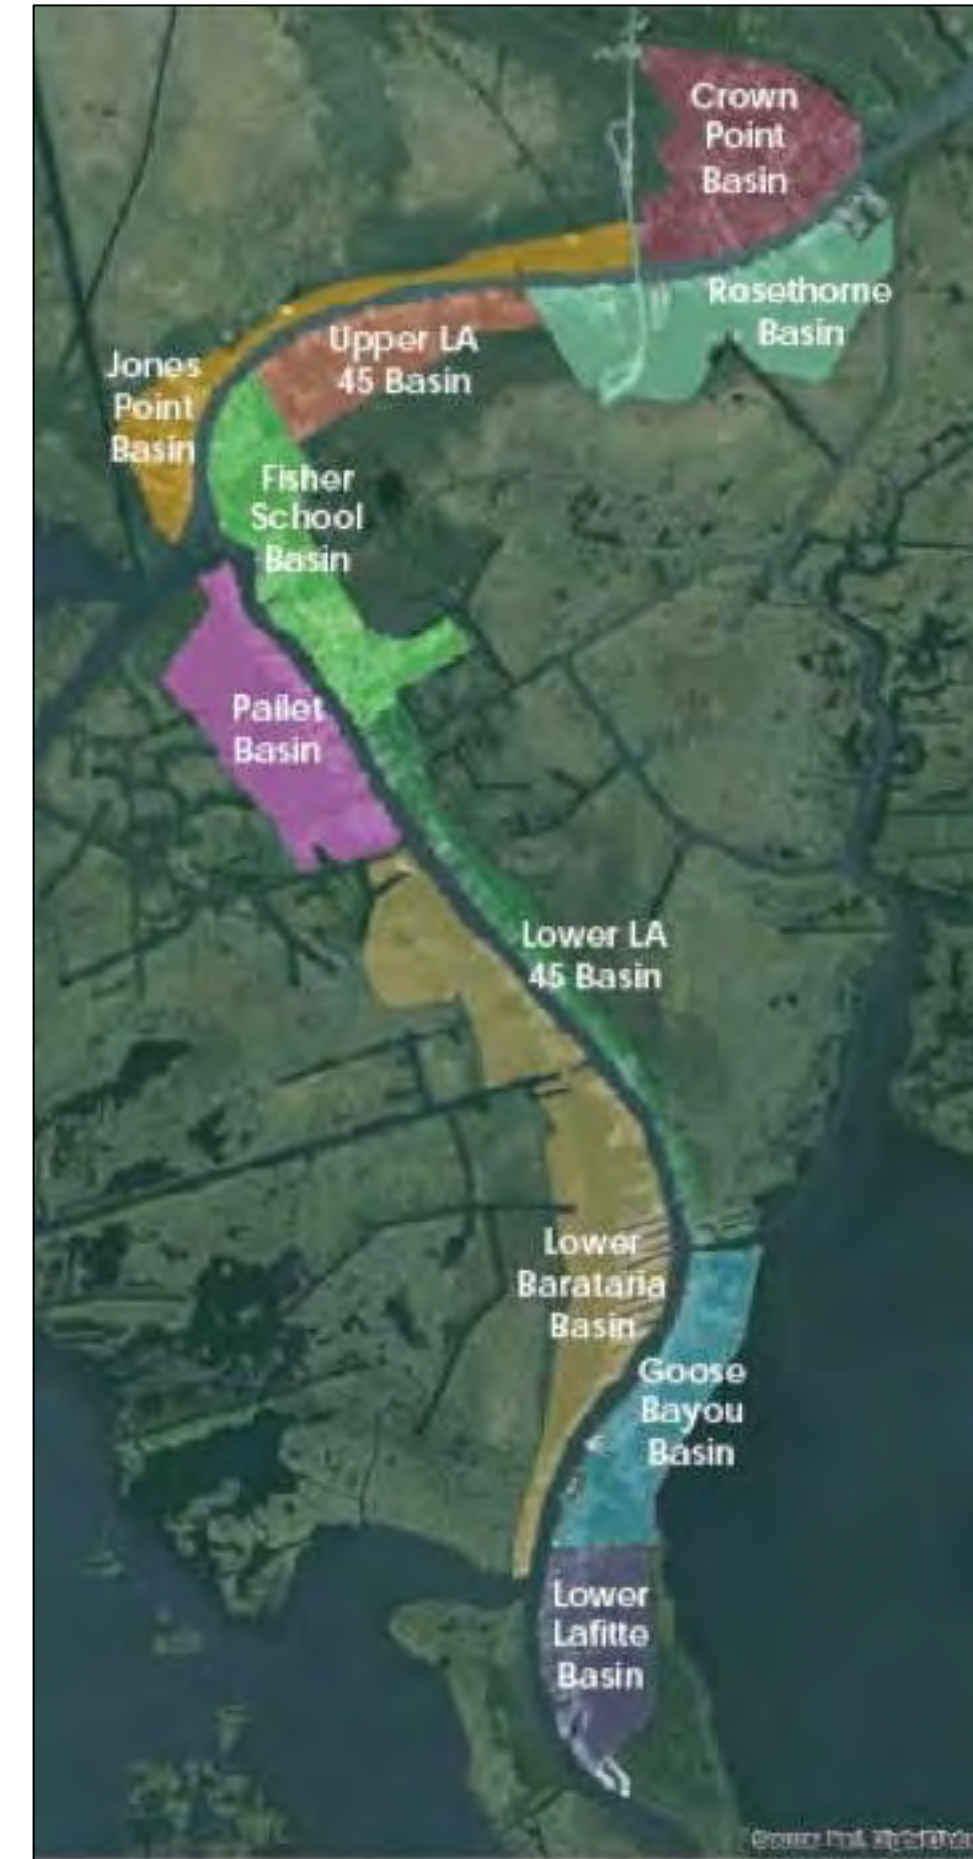 Crown
Point
Basin
Rosethorne
Basin
Upper LA
45 Basin
Jones
Point
Basin
Fisher
School
Basin
Pailet
Basin
Lower LA
45 Basin
Lower
Barataria
Basin
Goose
Bayou
Basin
Lower
Lafitte
Basin